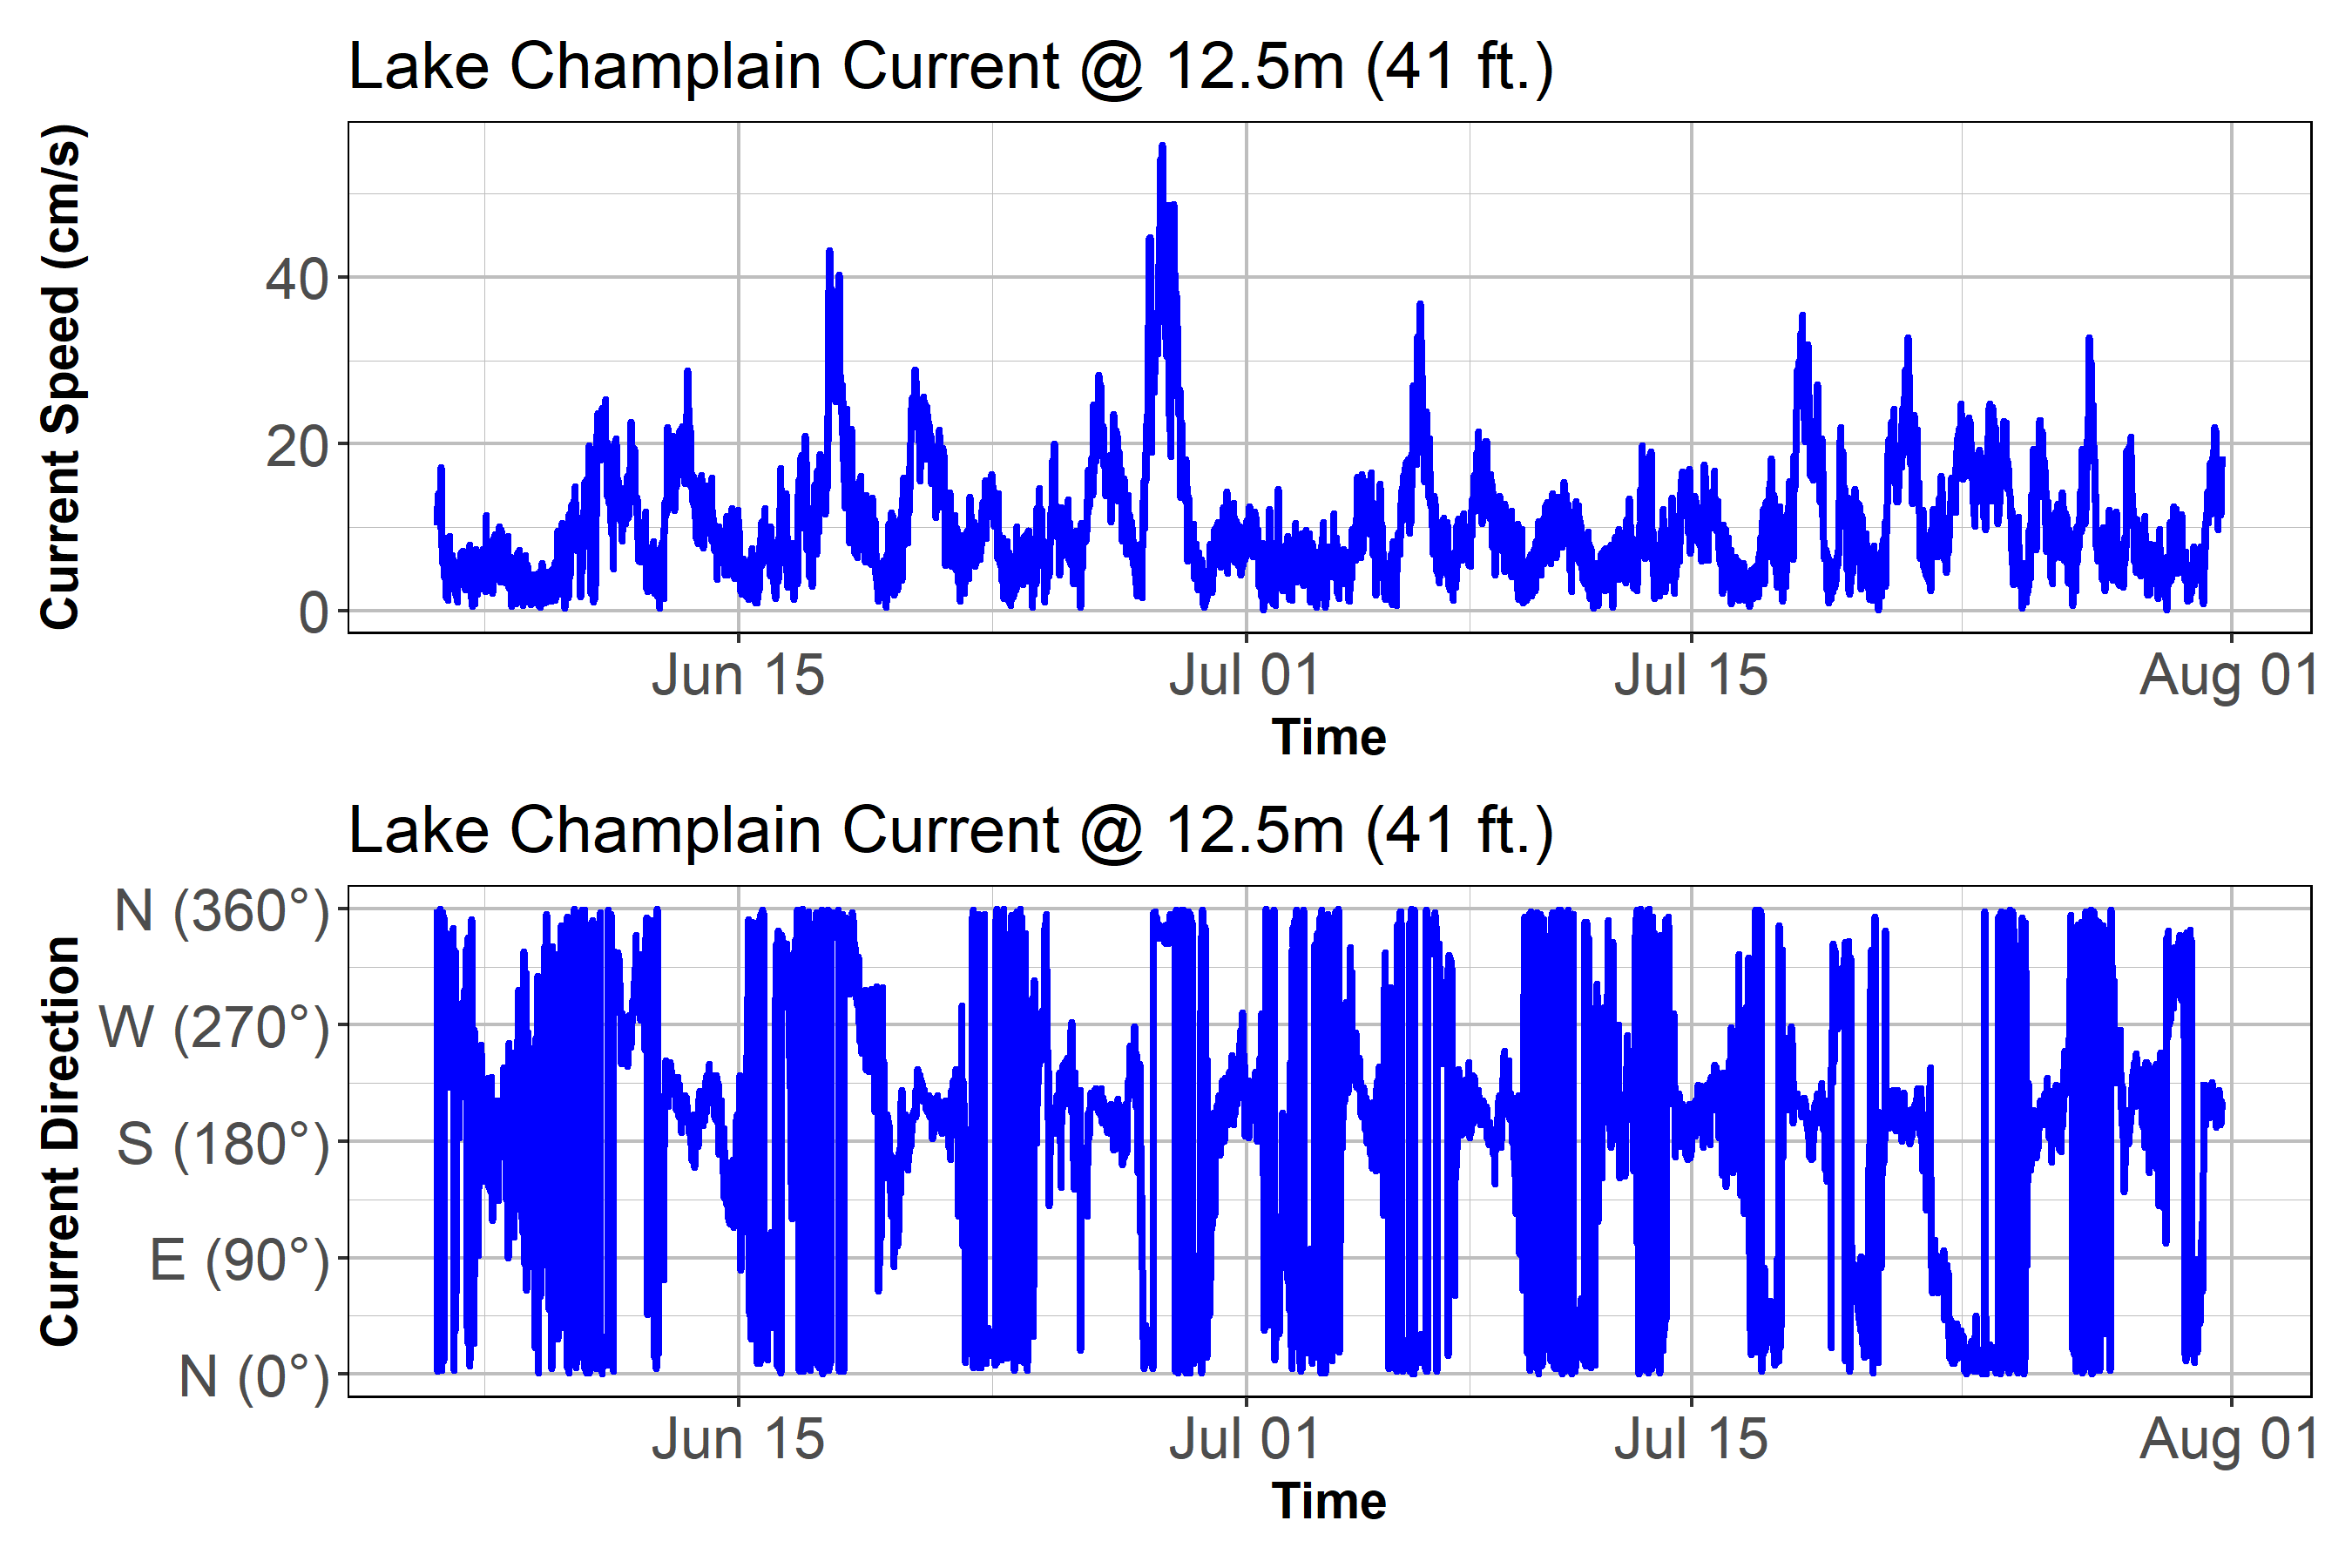 Lake Champlain Current @ 12.5m (41 ft.)
Current Speed (cm/s)
40
20
0
Jun 15 Jul 01 Jul 15 Aug 01
Time
Lake Champlain Current @ 12.5m (41 ft.)
Current Direction
N (360°)
W (270°)
S (180°)
E (90°)
N (0°)
Jun 15 Jul 01 Jul 15 Aug 01
Time